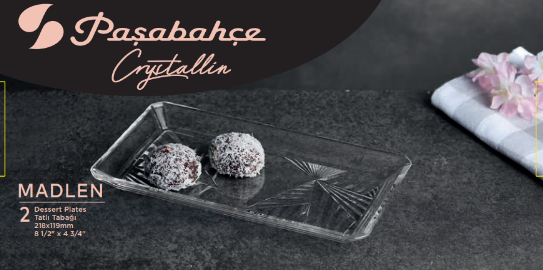 Paşabahçe
Crystallin
MADLEN
2 Dessert Plates
Tatlı Tabağı
218x119mm
8 1/2" x 4 3/4"